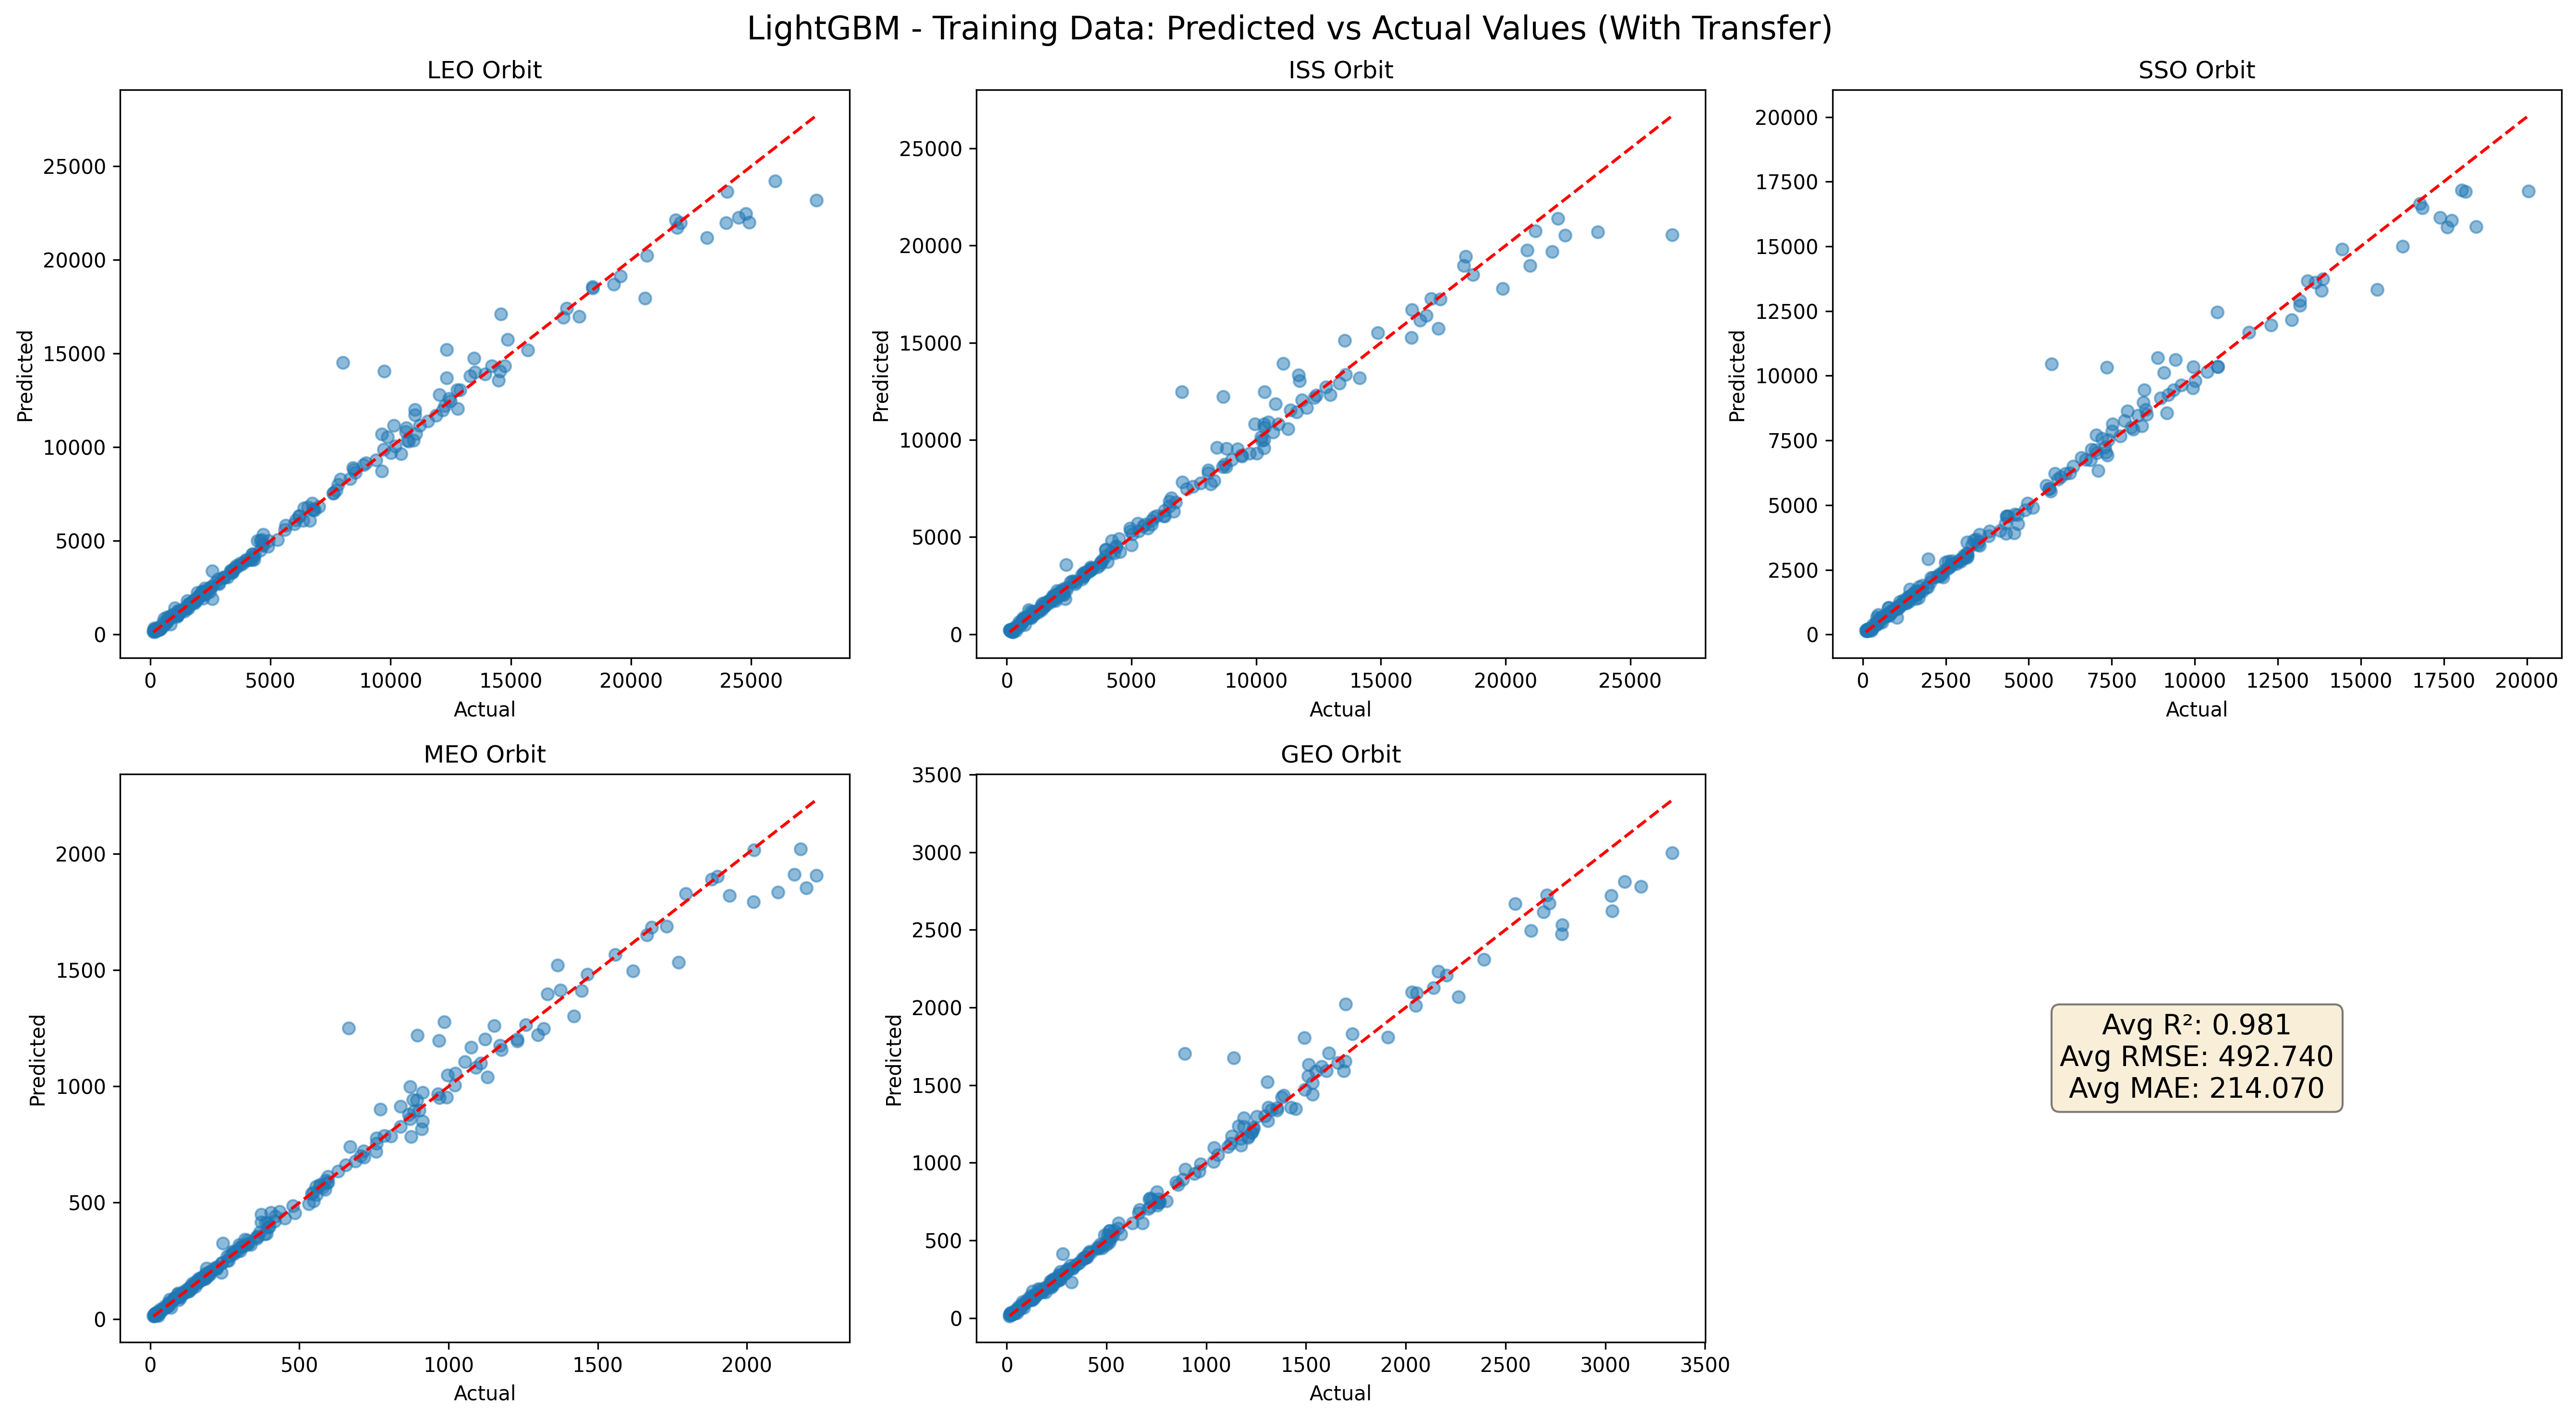 LightGBM - Training Data: Predicted vs Actual Values (With Transfer)
LEO Orbit
25000
20000
15000
10000
5000
0
Predicted
0 5000 10000 15000 20000 25000
Actual
ISS Orbit
25000
20000
15000
10000
5000
0
Predicted
0 5000 10000 15000 20000 25000
Actual
SSO Orbit
20000
17500
15000
12500
10000
7500
5000
2500
0
Predicted
0 2500 5000 7500 10000 12500 15000 17500 20000
Actual
MEO Orbit
2000
1500
1000
500
0
Predicted
0 500 1000 1500 2000
Actual
GEO Orbit
3500
3000
2500
2000
1500
1000
500
0
Predicted
0 500 1000 1500 2000 2500 3000 3500
Actual
Avg R²: 0.981
Avg RMSE: 492.740
Avg MAE: 214.070